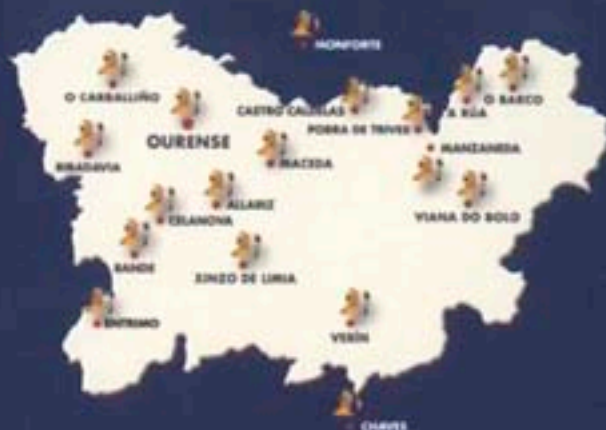 MONFORTE
O CARBALLIÑO
OURENSE
CASTRO CALDELAS
POBRA DE TRIVES
A RÚA
O BARCO
RIBADAVIA
MACEDA
MANZANEDA
ALLARIZ
CELANOVA
VIANA DO BOLO
BANDE
XINZO DE LIMIA
ENTRIMO
VERÍN
CHAVES